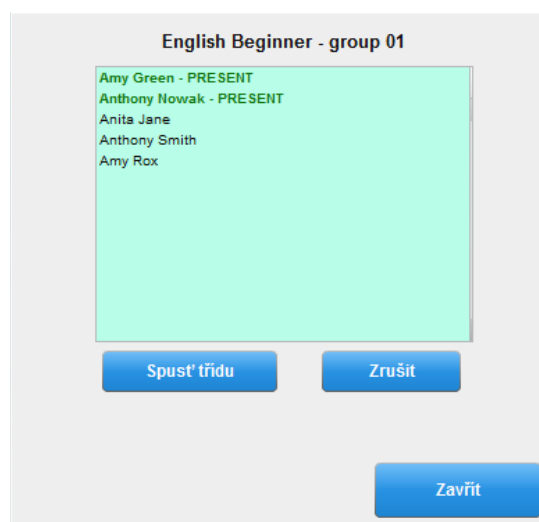 English Beginner - group 01
Amy Green - PRESENT
Anthony Nowak - PRESENT
Anita Jane
Anthony Smith
Amy Rox
Spusť třídu
Zrušit
Zavřít